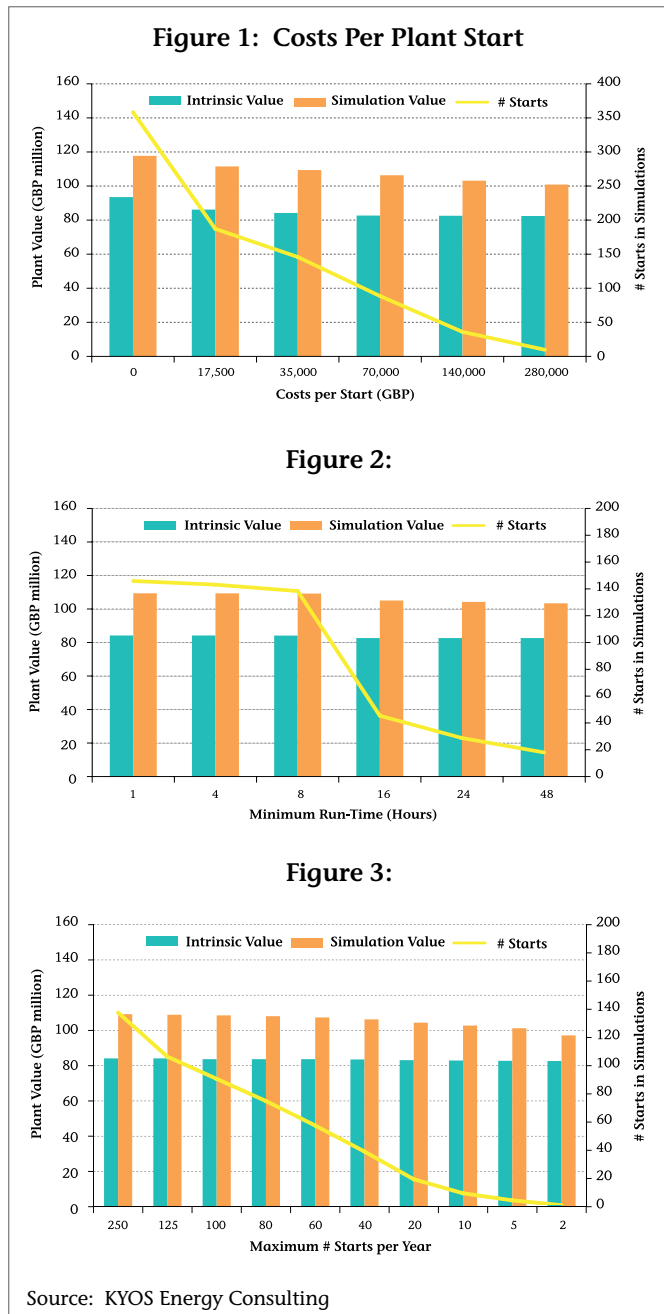 Figure 1: Costs Per Plant Start
160
140
120
100
80
60
40
20
0
Plant Value (GBP million)
Intrinsic Value
Simulation Value
# Starts
400
350
300
250
200
150
100
50
0
# Starts in Simulations
0 17,500 35,000 70,000 140,000 280,000
Costs per Start (GBP)
Figure 2:
160
140
120
100
80
60
40
20
0
Plant Value (GBP million)
Intrinsic Value
Simulation Value
# Starts
200
180
160
140
120
100
80
60
40
20
0
# Starts in Simulations
1 4 8 16 24 48
Minimum Run-Time (Hours)
Figure 3:
160
140
120
100
80
60
40
20
0
Plant Value (GBP million)
Intrinsic Value
Simulation Value
# Starts
200
180
160
140
120
100
80
60
40
20
0
# Starts in Simulations
250 125 100 80 60 40 20 10 5 2
Maximum # Starts per Year
Source: KYOS Energy Consulting